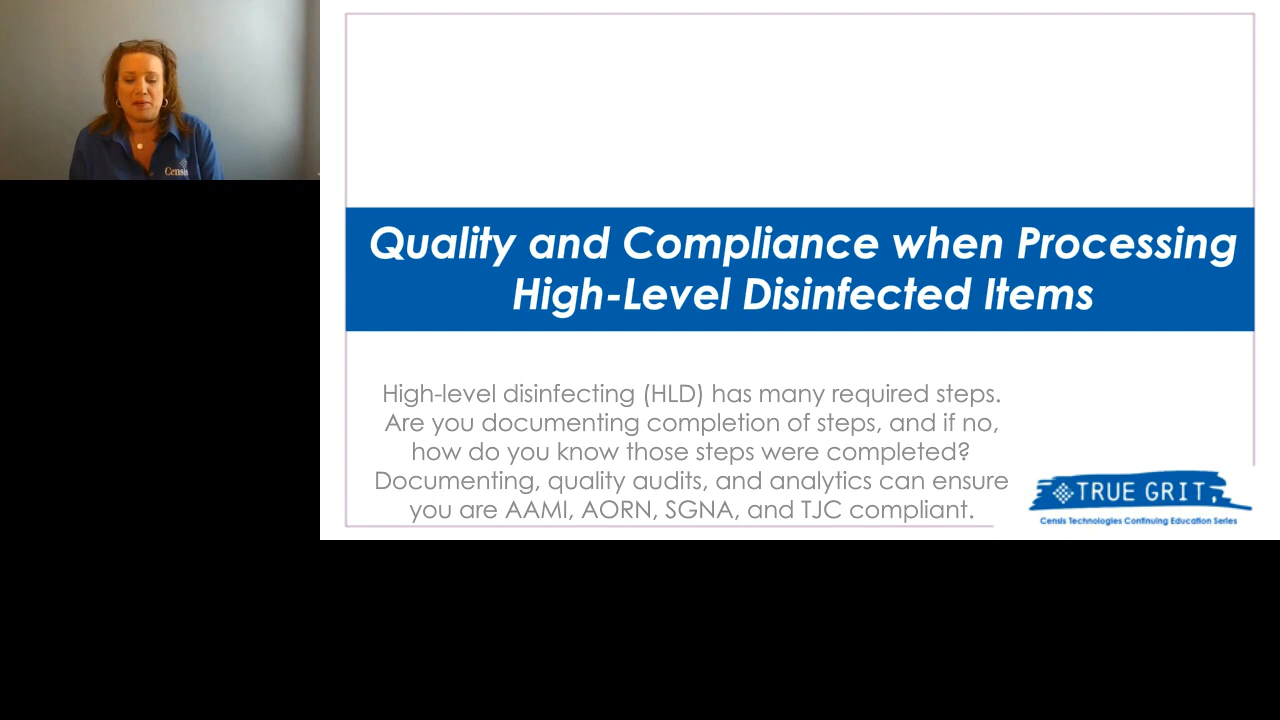 Censis
Quality and Compliance when Processing
High-Level Disinfected Items
High-level disinfecting (HLD) has many required steps.
Are you documenting completion of steps, and if no,
how do you know those steps were completed?
Documenting, quality audits, and analytics can ensure
you are AAMI, AORN, SGNA, and TJC compliant.
TRUE GRIT
Censis Technologies Continuing Education Series